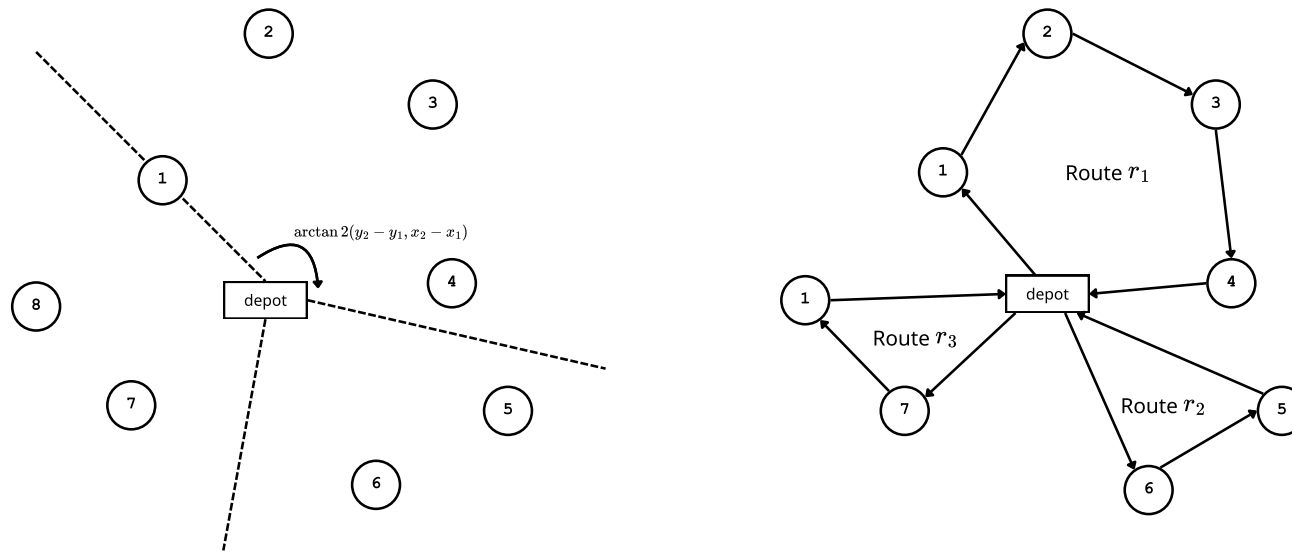 2
3
1
arctan 2(y₂ − y₁, x₂ − x₁)
4
depot
8
7
5
6
2
3
1
Route r₁
4
depot
1
Route r₃
7
Route r₂
5
6